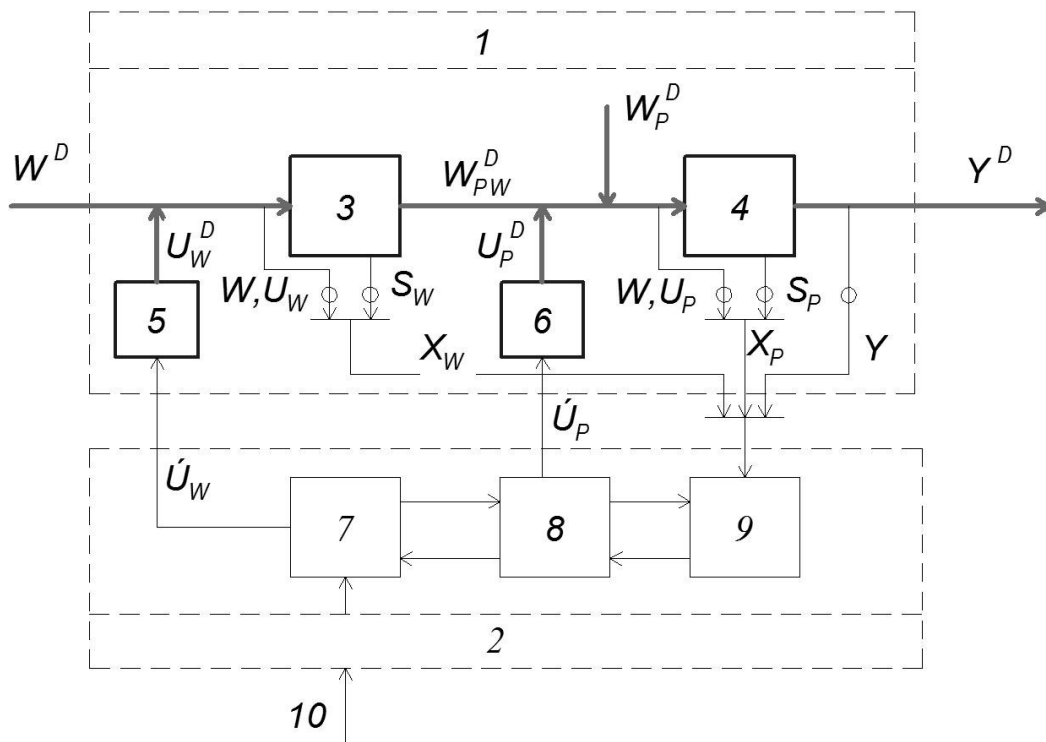 1
W_P^D
W^D
W_PW^D
Y^D
3
4
U_W^D
U_P^D
W,U_W
S_W
W,U_P
S_P
5
6
X_W
X_P
Y
Ú_P
Ú_W
7
8
9
2
10